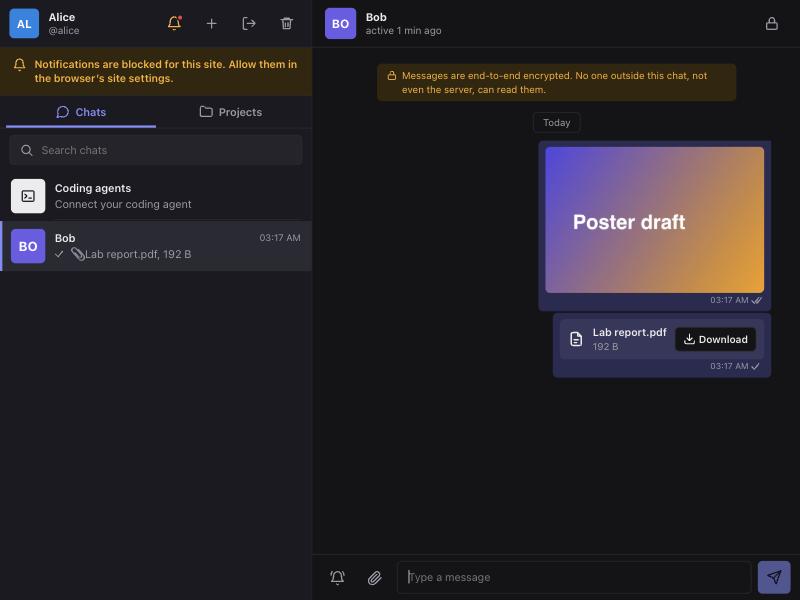 AL
Alice
@alice
Notifications are blocked for this site. Allow them in
the browser's site settings.
Chats
Projects
Search chats
Coding agents
Connect your coding agent
BO
Bob
03:17 AM
Lab report.pdf, 192 B
BO
Bob
active 1 min ago
Messages are end-to-end encrypted. No one outside this chat, not
even the server, can read them.
Today
Poster draft
03:17 AM
Lab report.pdf
192 B
Download
03:17 AM
Type a message